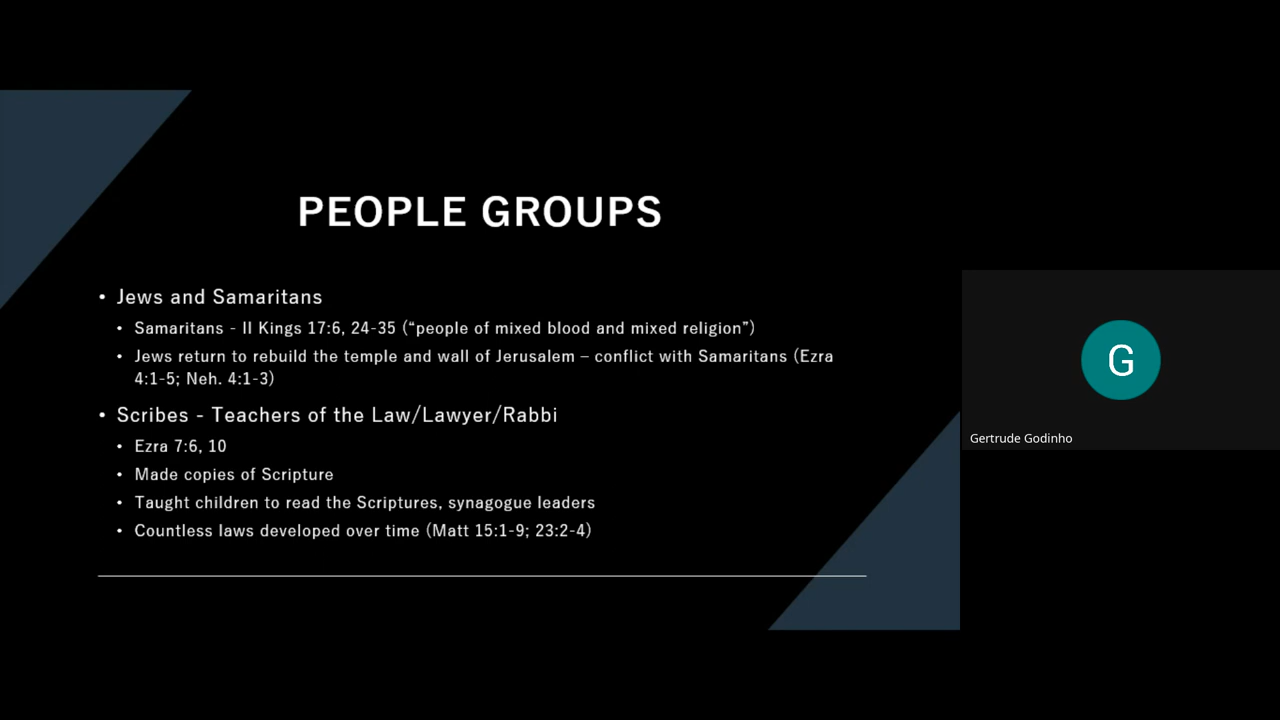 PEOPLE GROUPS
• Jews and Samaritans
• Samaritans - II Kings 17:6, 24-35 (“people of mixed blood and mixed religion”)
• Jews return to rebuild the temple and wall of Jerusalem – conflict with Samaritans (Ezra
4:1-5; Neh. 4:1-3)
• Scribes - Teachers of the Law/Lawyer/Rabbi
• Ezra 7:6, 10
• Made copies of Scripture
• Taught children to read the Scriptures, synagogue leaders
• Countless laws developed over time (Matt 15:1-9; 23:2-4)
G
Gertrude Godinho